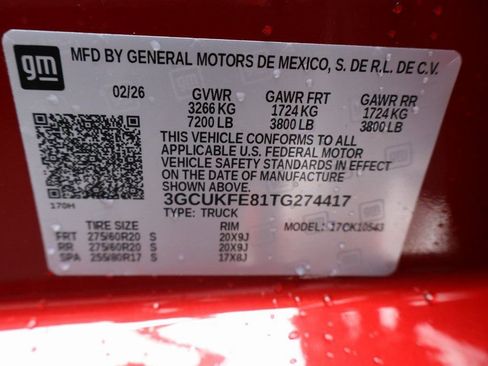 gm
MFD BY GENERAL MOTORS DE MEXICO, S. DE R.L. DE C.V.
02/26 GVWR GAWR FRT GAWR RR
3266 KG 1724 KG 1724 KG
7200 LB 3800 LB 3800 LB
THIS VEHICLE CONFORMS TO ALL
APPLICABLE U.S. FEDERAL MOTOR
VEHICLE SAFETY STANDARDS IN EFFECT
ON THE DATE OF MANUFACTURE
SHOWN ABOVE.
170H 3GCUKFE81TG274417
TYPE: TRUCK
TIRE SIZE RIM MODEL: 17CK10543
FRT 275/60R20 S 20X9J
RR 275/60R20 S 20X9J
SPA 255/80R17 S 17X8J